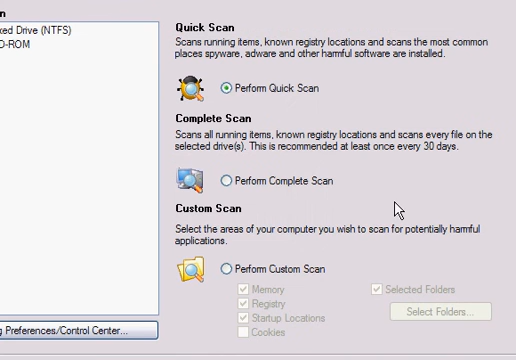 n
xed Drive (NTFS)
D-ROM
g Preferences/Control Center...
Quick Scan
Scans running items, known registry locations and scans the most common
places spyware, adware and other harmful software are installed.
Perform Quick Scan
Complete Scan
Scans all running items, known registry locations and scans every file on the
selected drive(s). This is recommended at least once every 30 days.
Perform Complete Scan
Custom Scan
Select the areas of your computer you wish to scan for potentially harmful
applications.
Perform Custom Scan
Memory
Selected Folders
Registry
Select Folders...
Startup Locations
Cookies